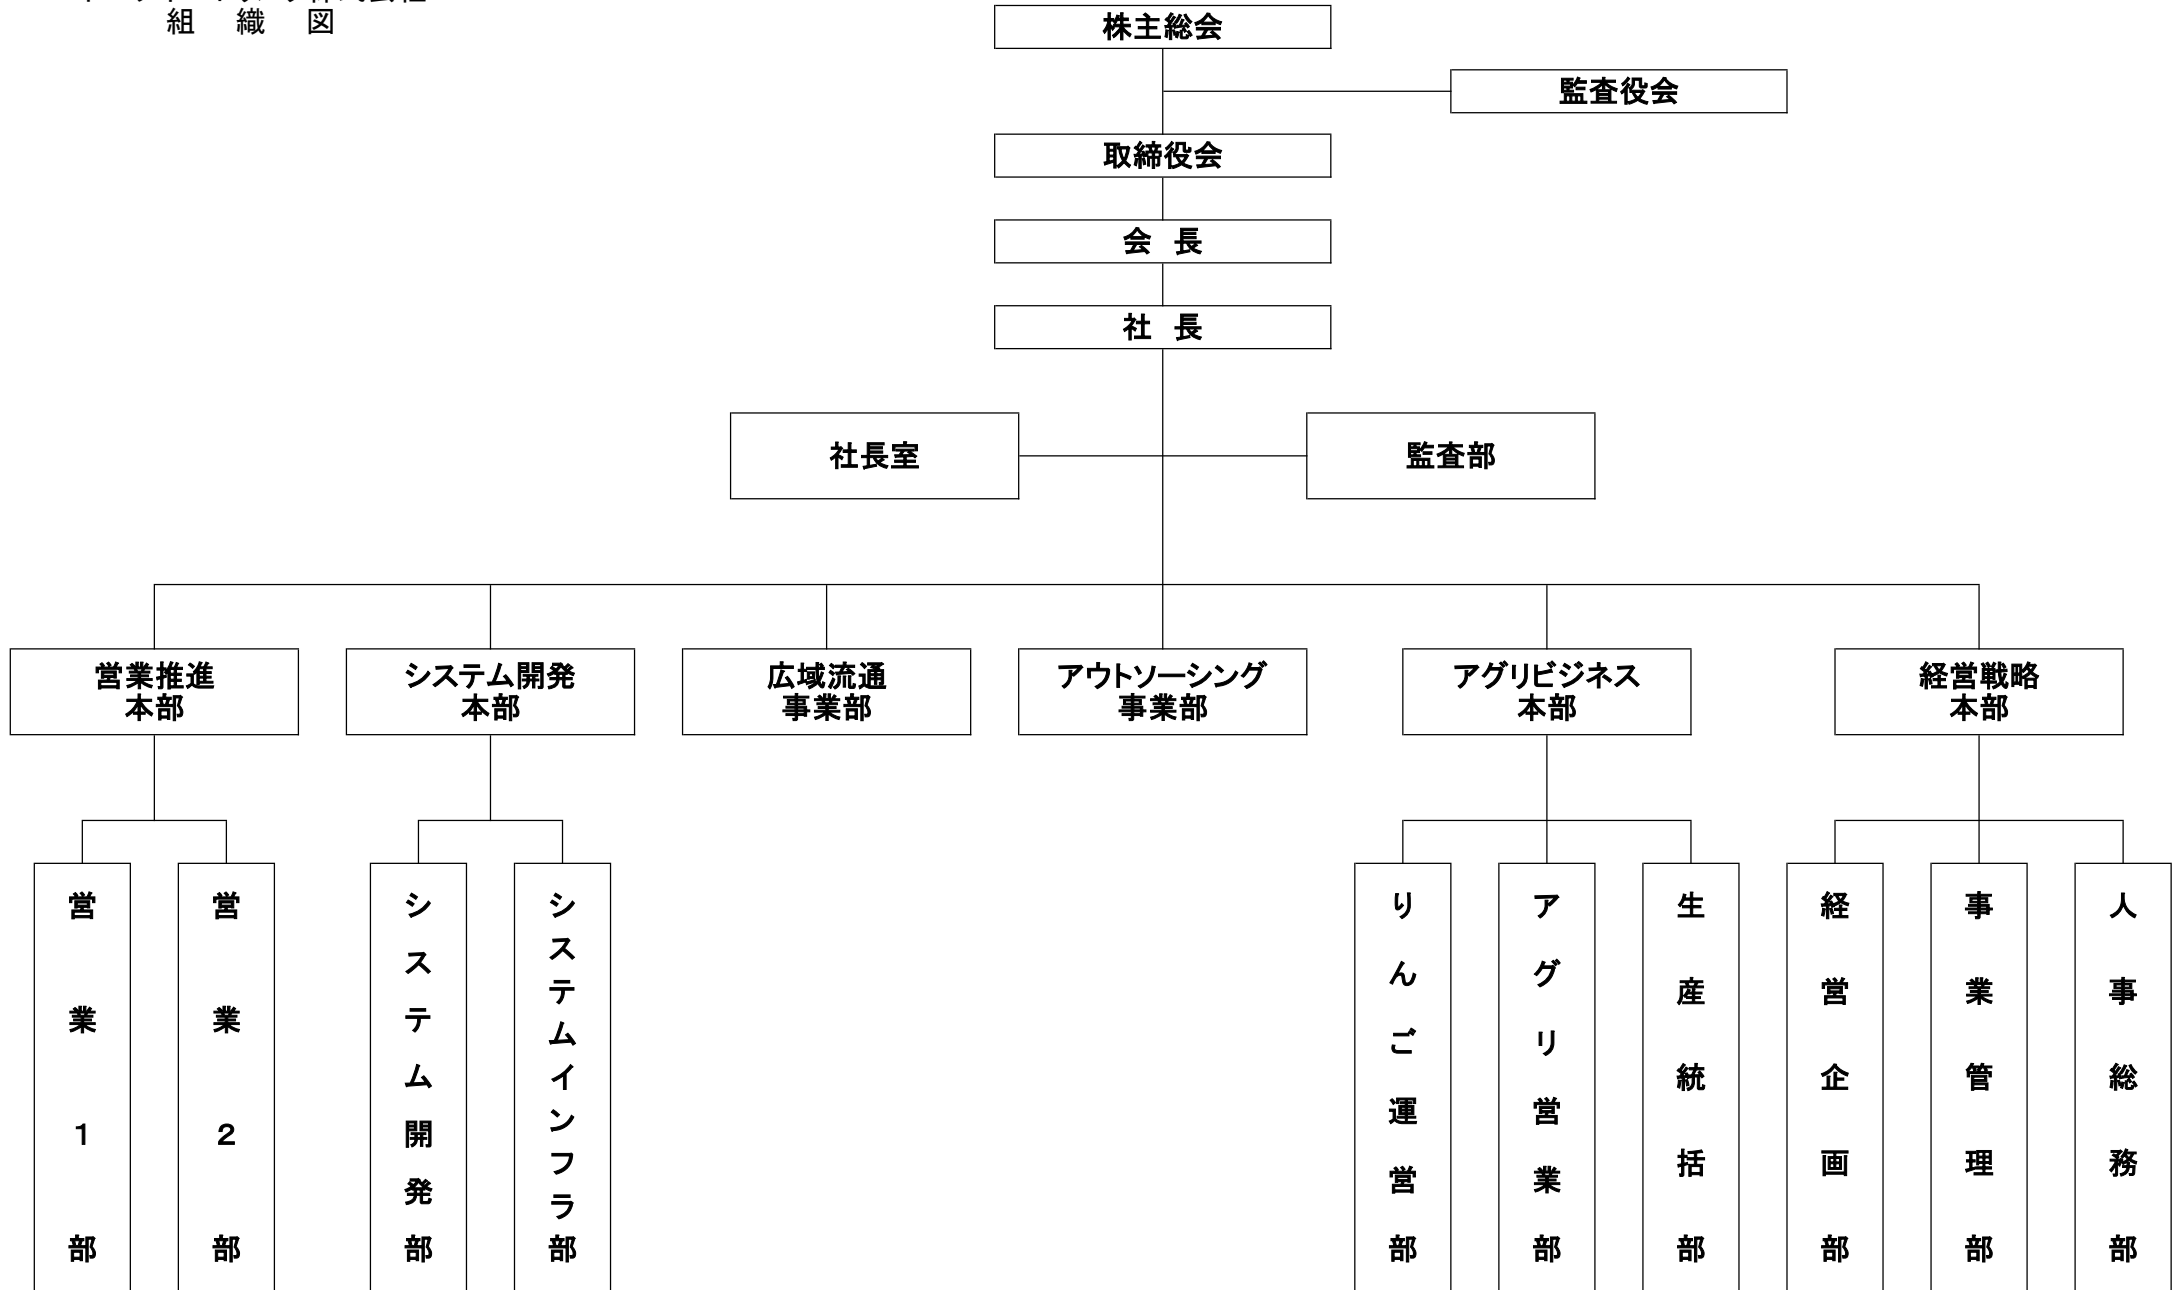 組 織 図
株主総会
監査役会
取締役会
会 長
社 長
社長室
監査部
営業推進
本部
システム開発
本部
広域流通
事業部
アウトソーシング
事業部
アグリビジネス
本部
経営戦略
本部
営業1部
営業2部
システム開発部
システムインフラ部
りんご運営部
アグリ営業部
生産統括部
経営企画部
事業管理部
人事総務部